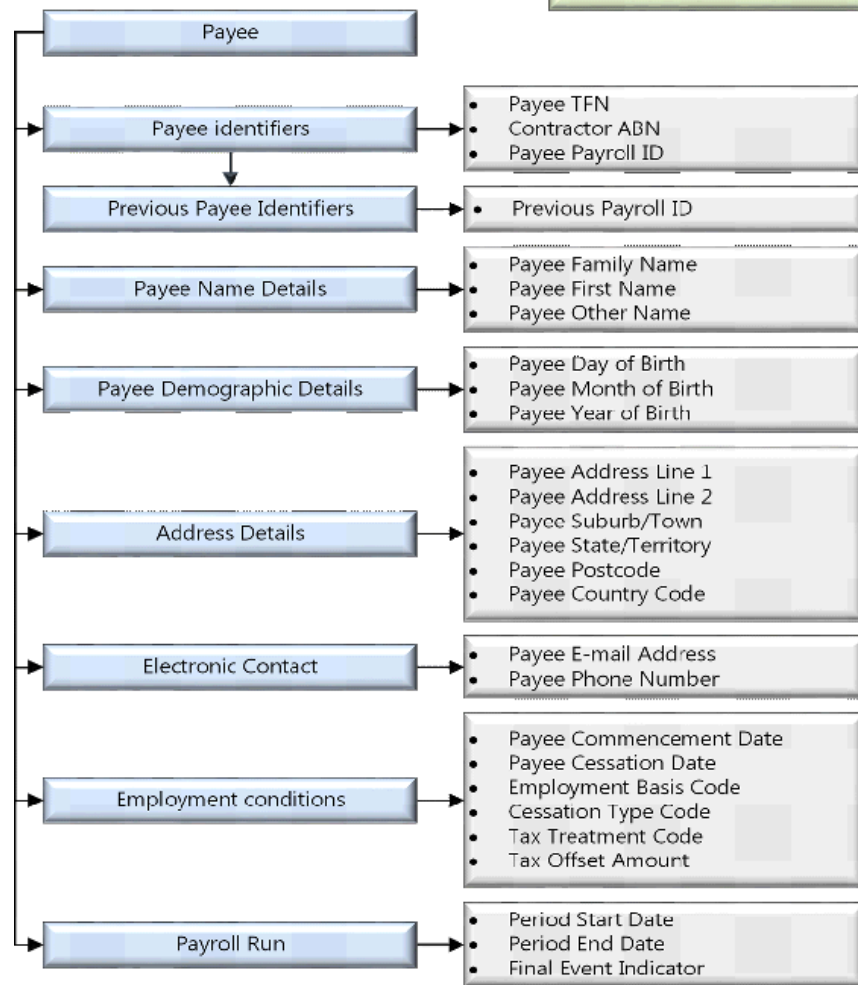 Payee
Payee identifiers
• Payee TFN
• Contractor ABN
• Payee Payroll ID
Previous Payee Identifiers
• Previous Payroll ID
Payee Name Details
• Payee Family Name
• Payee First Name
• Payee Other Name
Payee Demographic Details
• Payee Day of Birth
• Payee Month of Birth
• Payee Year of Birth
Address Details
• Payee Address Line 1
• Payee Address Line 2
• Payee Suburb/Town
• Payee State/Territory
• Payee Postcode
• Payee Country Code
Electronic Contact
• Payee E-mail Address
• Payee Phone Number
Employment conditions
• Payee Commencement Date
• Payee Cessation Date
• Employment Basis Code
• Cessation Type Code
• Tax Treatment Code
• Tax Offset Amount
Payroll Run
• Period Start Date
• Period End Date
• Final Event Indicator